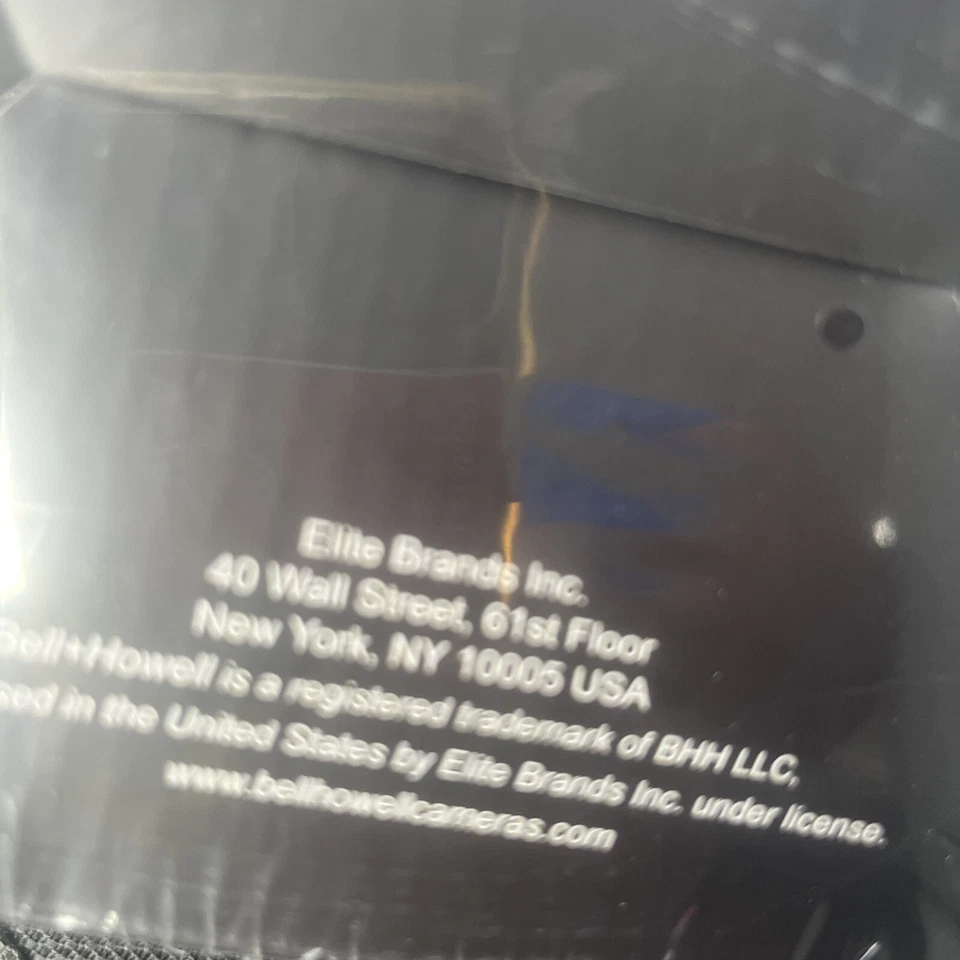 Elite Brands Inc.
40 Wall Street, 61st Floor
New York, NY 10005 USA
Bell+Howell is a registered trademark of BHH LLC,
in the United States by Elite Brands Inc. under license.
www.bellhowellcameras.com